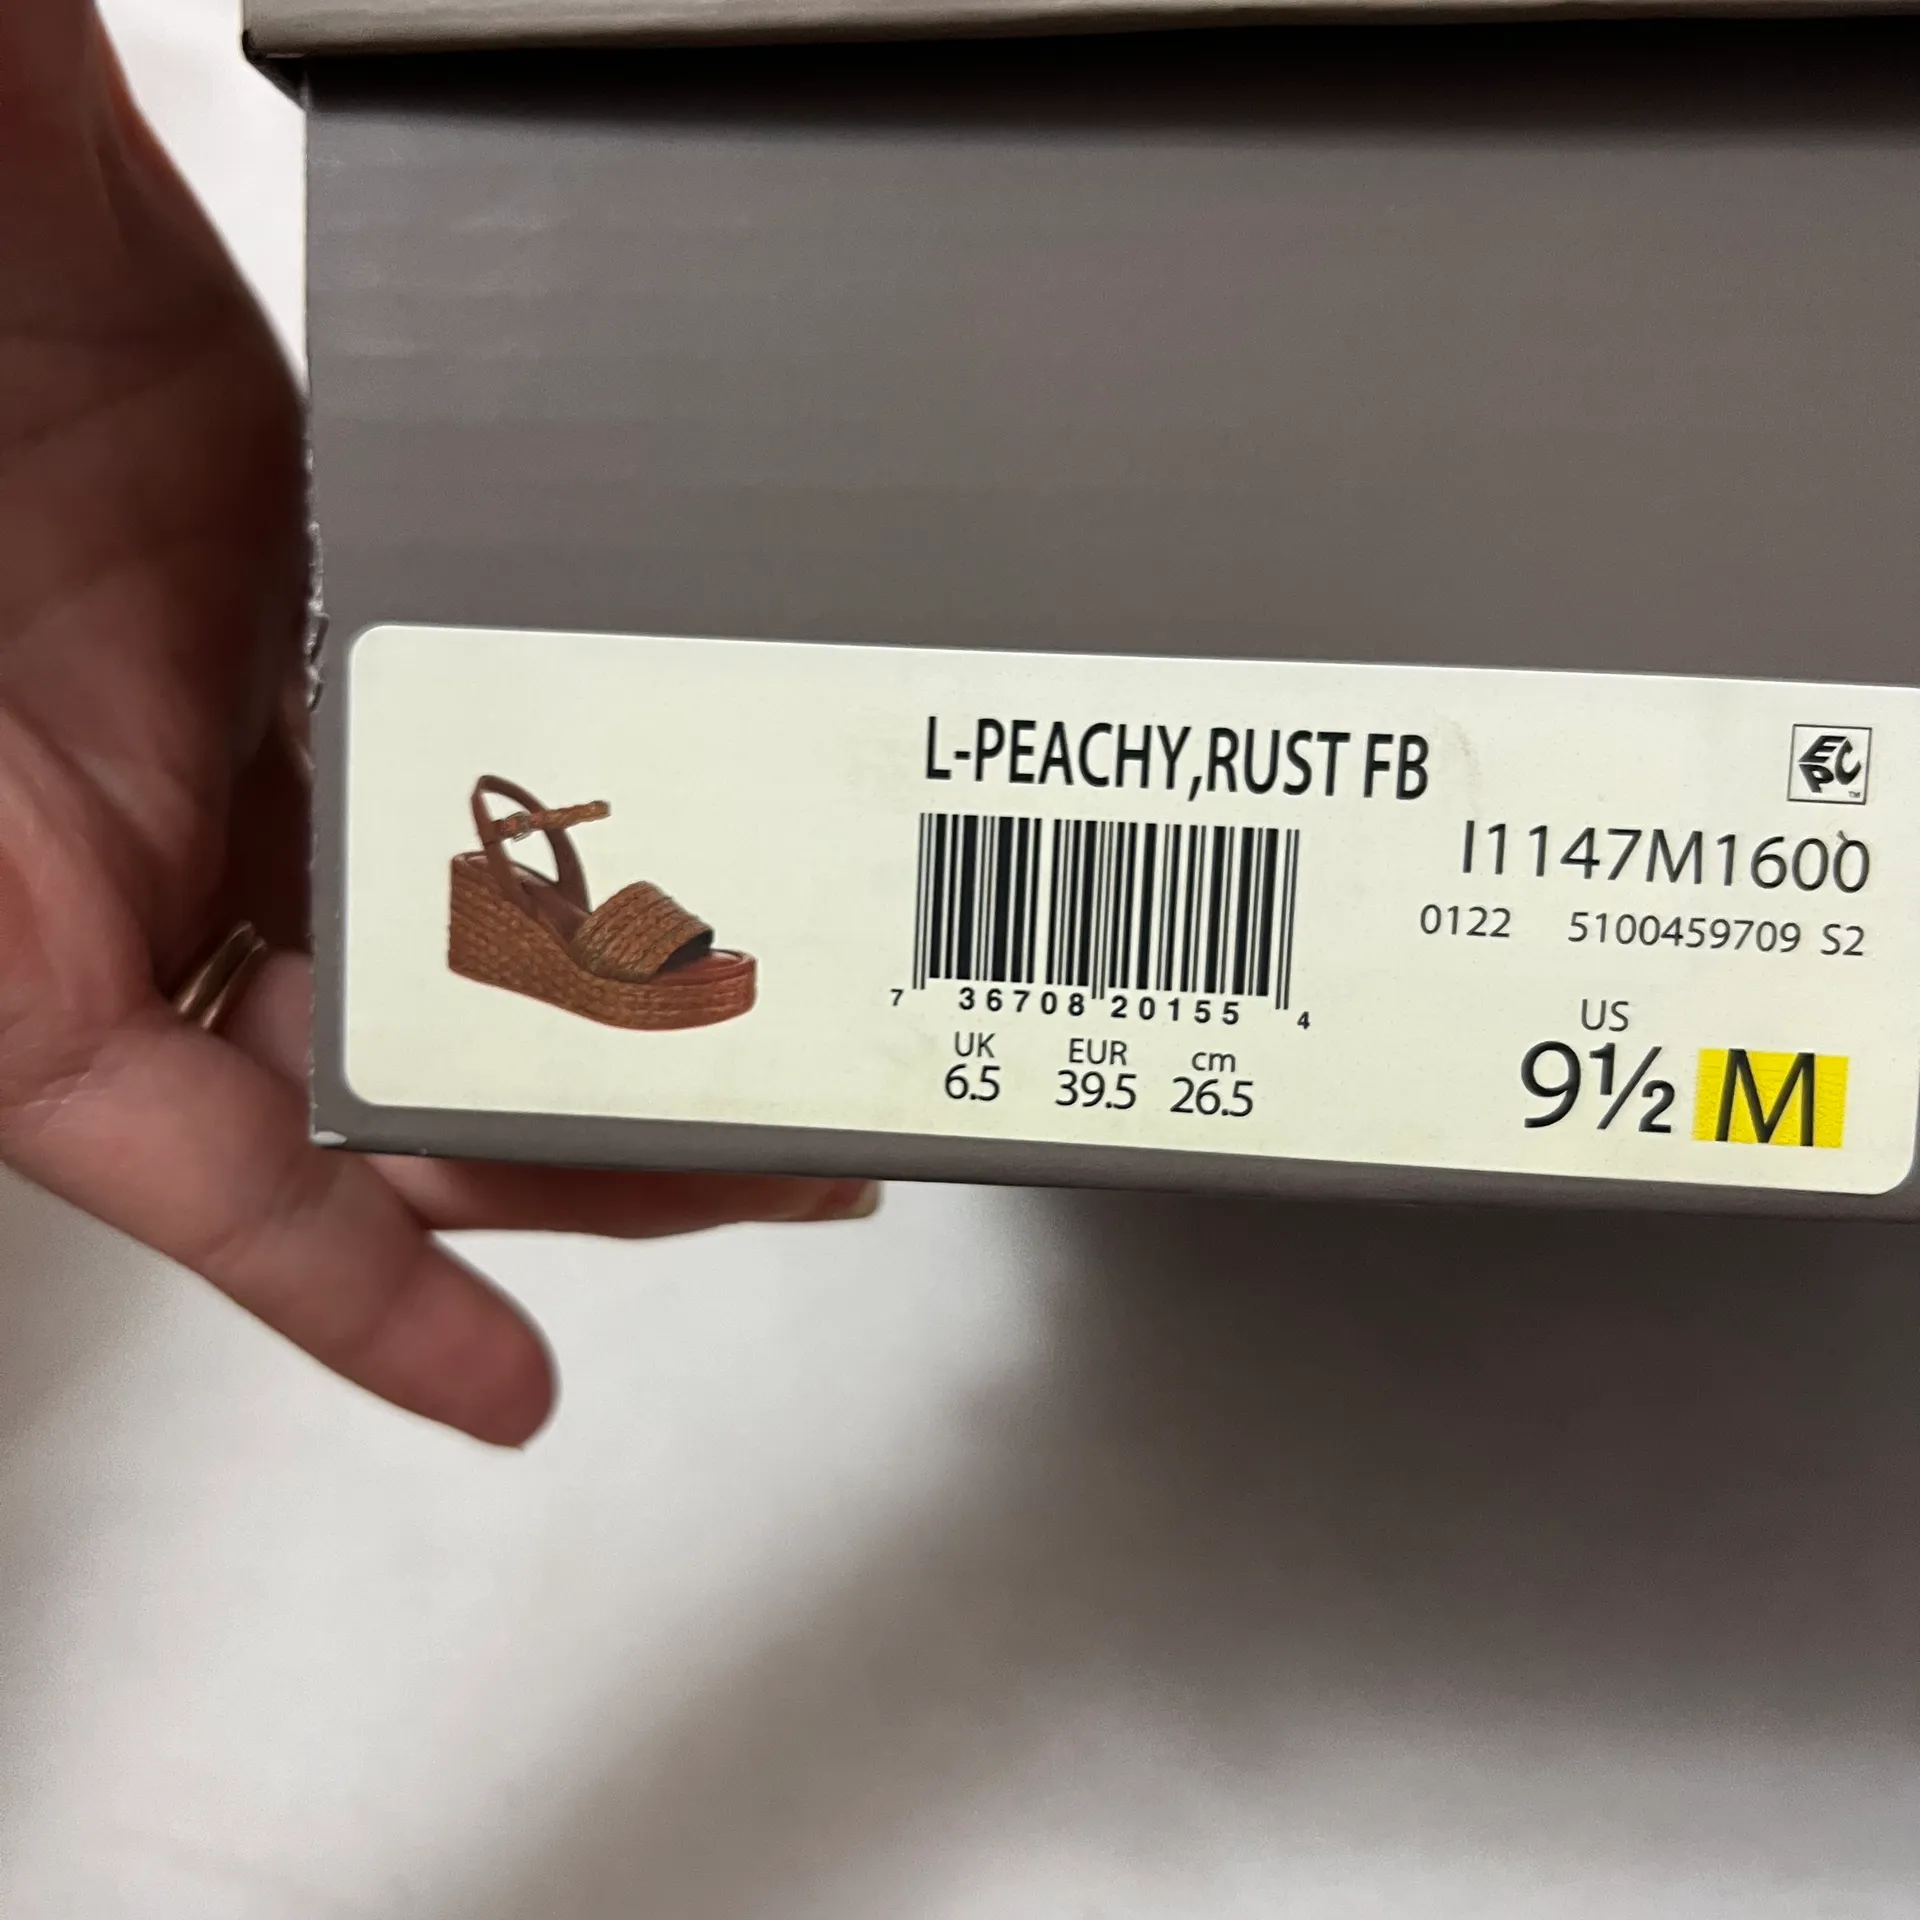 L-PEACHY,RUST FB
EPC™
I1147M1600
0122 5100459709 S2
7 36708 20155 4
UK EUR cm
6.5 39.5 26.5
US
9½ M